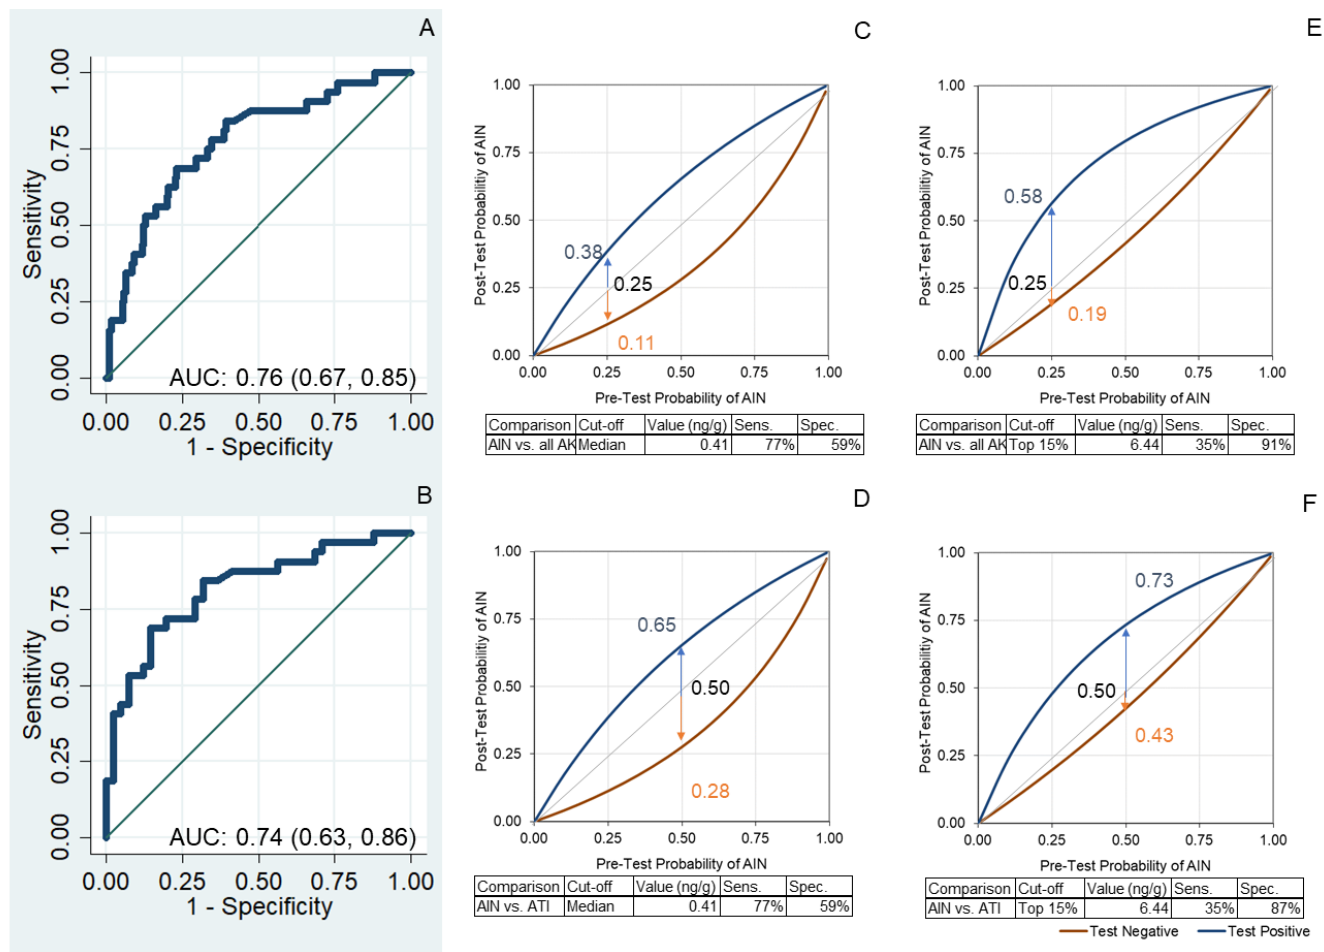 A
1.00
0.75
0.50
0.25
0.00
Sensitivity
AUC: 0.76 (0.67, 0.85)
0.00 0.25 0.50 0.75 1.00
1 - Specificity
B
1.00
0.75
0.50
0.25
0.00
Sensitivity
AUC: 0.74 (0.63, 0.86)
0.00 0.25 0.50 0.75 1.00
1 - Specificity
C
1.00
0.75
0.50
0.25
0.00
Post-Test Probability of AIN
0.38
0.25
0.11
0.00 0.25 0.50 0.75 1.00
Pre-Test Probability of AIN
Comparison Cut-off Value (ng/g) Sens. Spec.
AIN vs. all AK Median 0.41 77% 59%
D
1.00
0.75
0.50
0.25
0.00
Post-Test Probability of AIN
0.65
0.50
0.28
0.00 0.25 0.50 0.75 1.00
Pre-Test Probability of AIN
Comparison Cut-off Value (ng/g) Sens. Spec.
AIN vs. ATI Median 0.41 77% 59%
E
1.00
0.75
0.50
0.25
0.00
Post-Test Probabilitiy of AIN
0.58
0.25
0.19
0.00 0.25 0.50 0.75 1.00
Pre-Test Probability of AIN
Comparison Cut-off Value (ng/g) Sens. Spec.
AIN vs. all AK Top 15% 6.44 35% 91%
F
1.00
0.75
0.50
0.25
0.00
Post-Test Probability of AIN
0.73
0.50
0.43
0.00 0.25 0.50 0.75 1.00
Pre-Test Probability of AIN
Comparison Cut-off Value (ng/g) Sens. Spec.
AIN vs. ATI Top 15% 6.44 35% 87%
Test Negative Test Positive